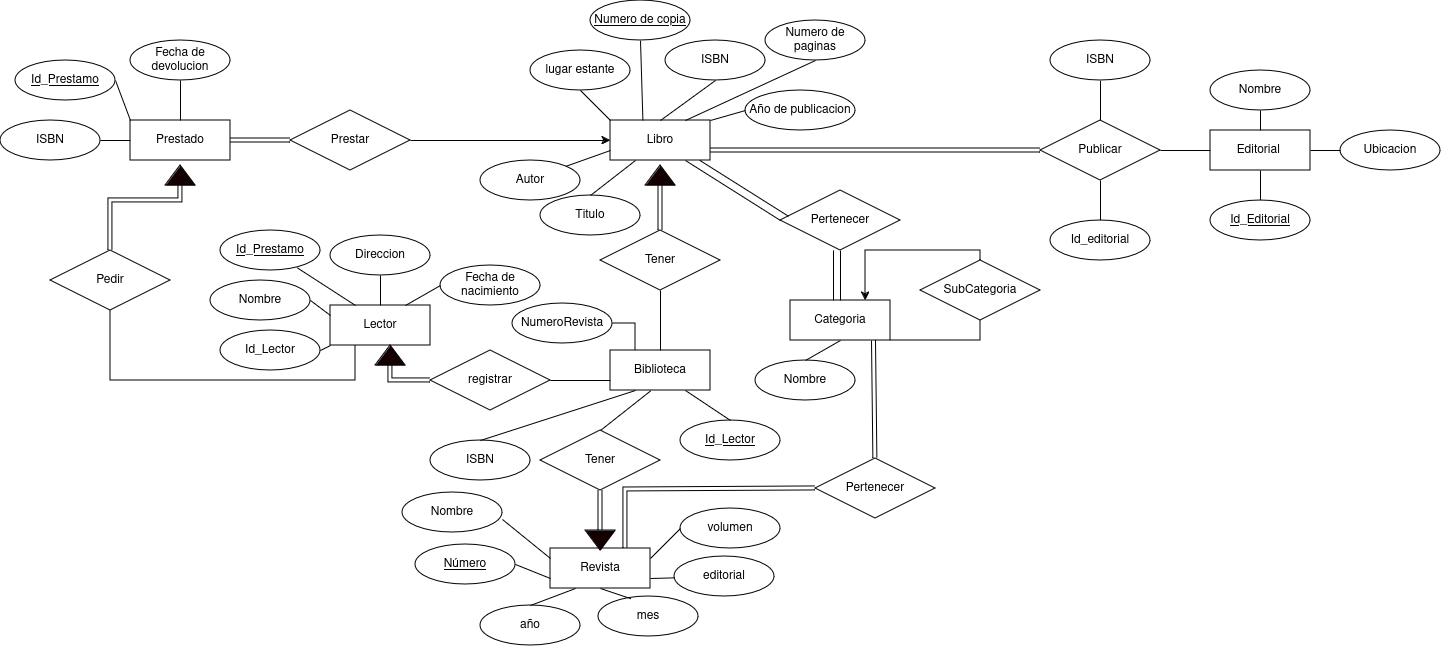 Numero de copia
Numero de
paginas
Fecha de
devolucion
ISBN
ISBN
Id_Prestamo
lugar estante
Nombre
Año de publicacion
ISBN
Prestado
Prestar
Libro
Publicar
Editorial
Ubicacion
Autor
Titulo
Pertenecer
Id_editorial
Id_Editorial
Id_Prestamo
Direccion
Tener
Pedir
Fecha de
nacimiento
SubCategoria
Nombre
NumeroRevista
Lector
Categoria
Id_Lector
registrar
Biblioteca
Nombre
ISBN
Tener
Id_Lector
Pertenecer
Nombre
volumen
Número
Revista
editorial
año
mes